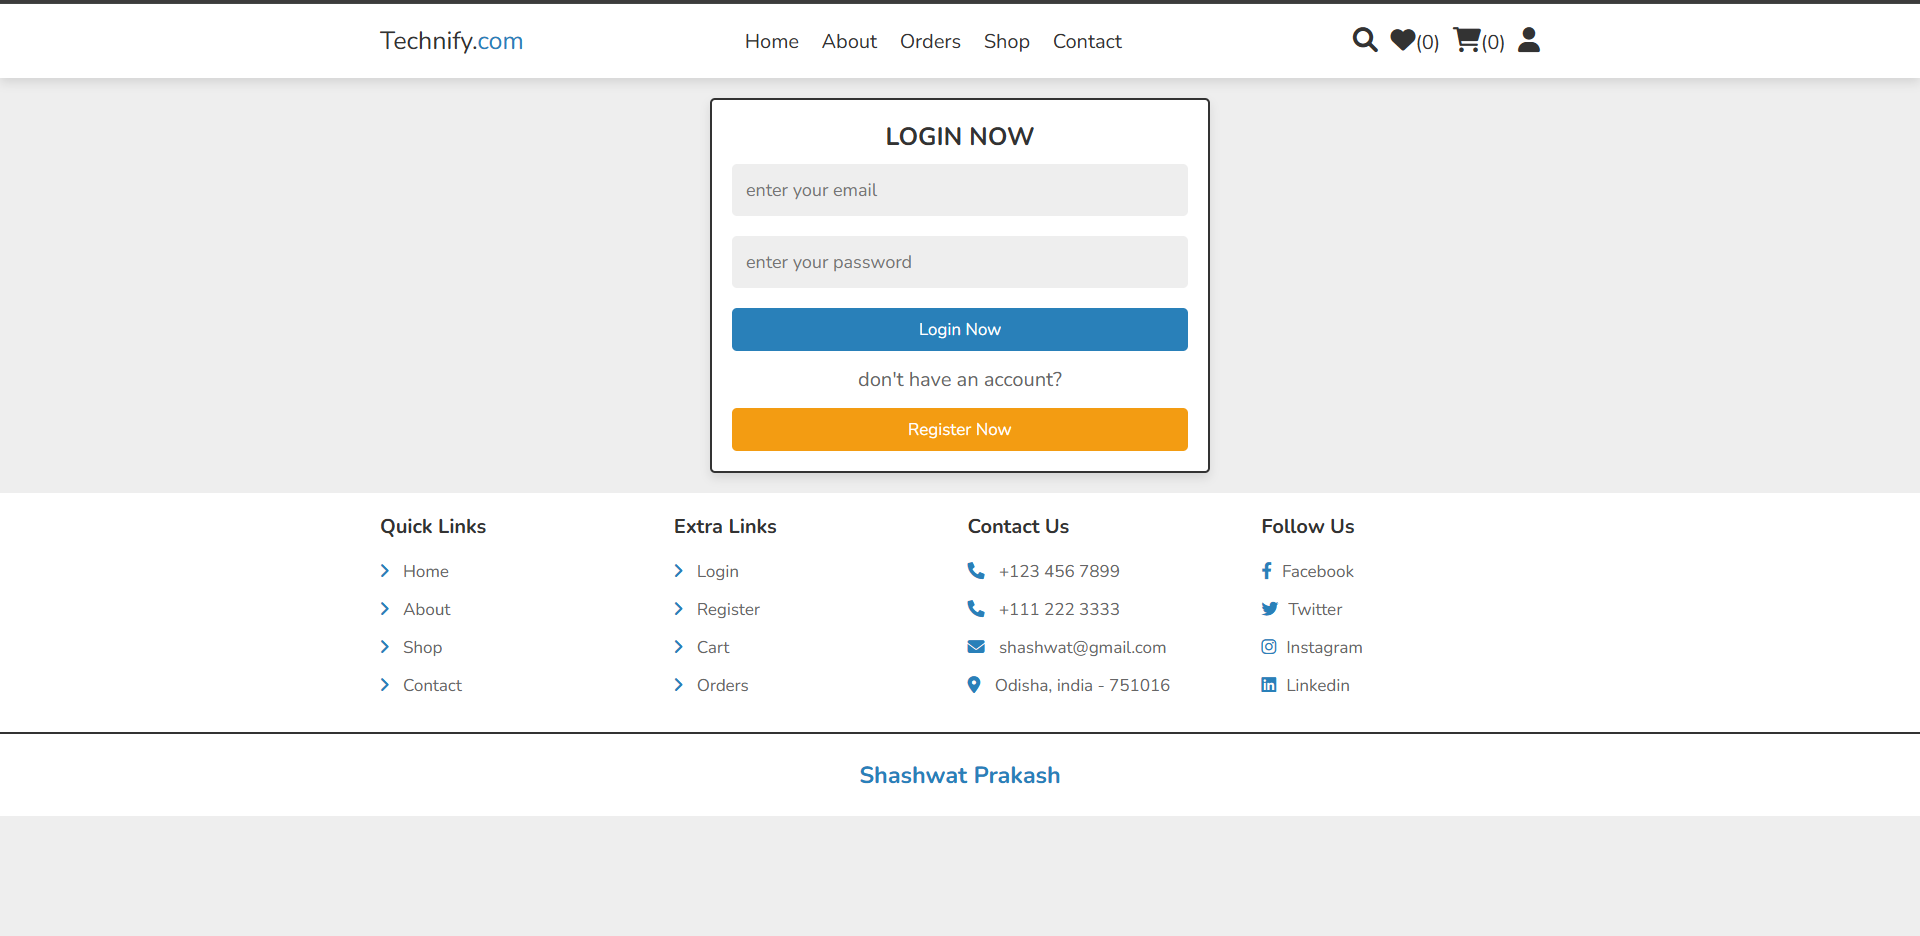 Technify.com
Home About Orders Shop Contact
(0) (0)
LOGIN NOW
enter your email
enter your password
Login Now
don't have an account?
Register Now
Quick Links
Home
About
Shop
Contact
Extra Links
Login
Register
Cart
Orders
Contact Us
+123 456 7899
+111 222 3333
shashwat@gmail.com
Odisha, india - 751016
Follow Us
Facebook
Twitter
Instagram
Linkedin
Shashwat Prakash